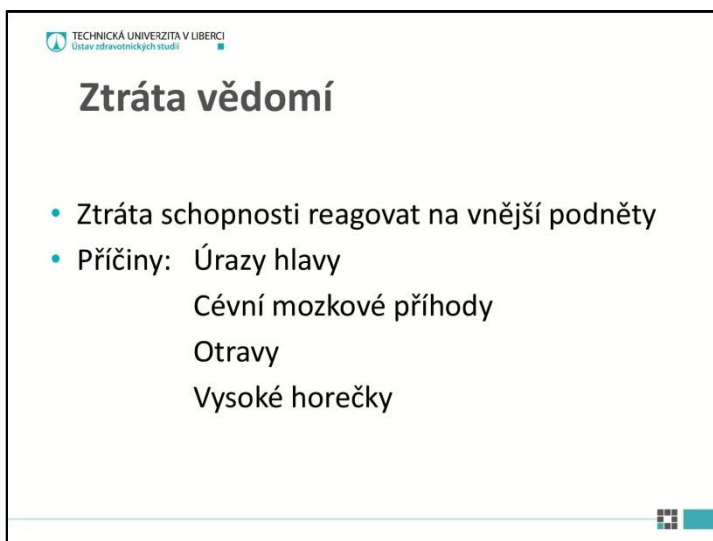 TECHNICKÁ UNIVERZITA V LIBERCI
Ústav zdravotnických studií
Ztráta vědomí
• Ztráta schopnosti reagovat na vnější podněty
• Příčiny: Úrazy hlavy
Cévní mozkové příhody
Otravy
Vysoké horečky